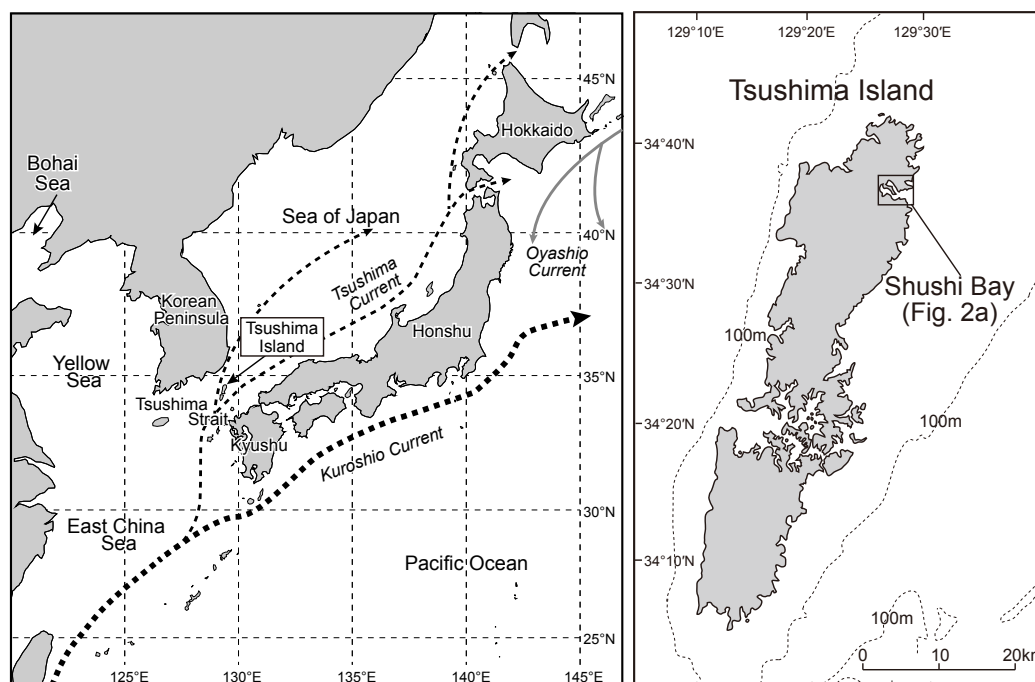 45°N
Hokkaido
Bohai
Sea
Sea of Japan
40°N
Oyashio
Current
Tsushima
Current
Korean
Peninsula
Tsushima
Island
Honshu
Yellow
Sea
35°N
Tsushima
Strait
Kyushu
Kuroshio Current
30°N
East China
Sea
Pacific Ocean
25°N
125°E
130°E
135°E
140°E
145°E
129°10'E
129°20'E
129°30'E
Tsushima Island
34°40'N
34°30'N
Shushi Bay
(Fig. 2a)
100m
34°20'N
100m
34°10'N
100m
0 10 20km